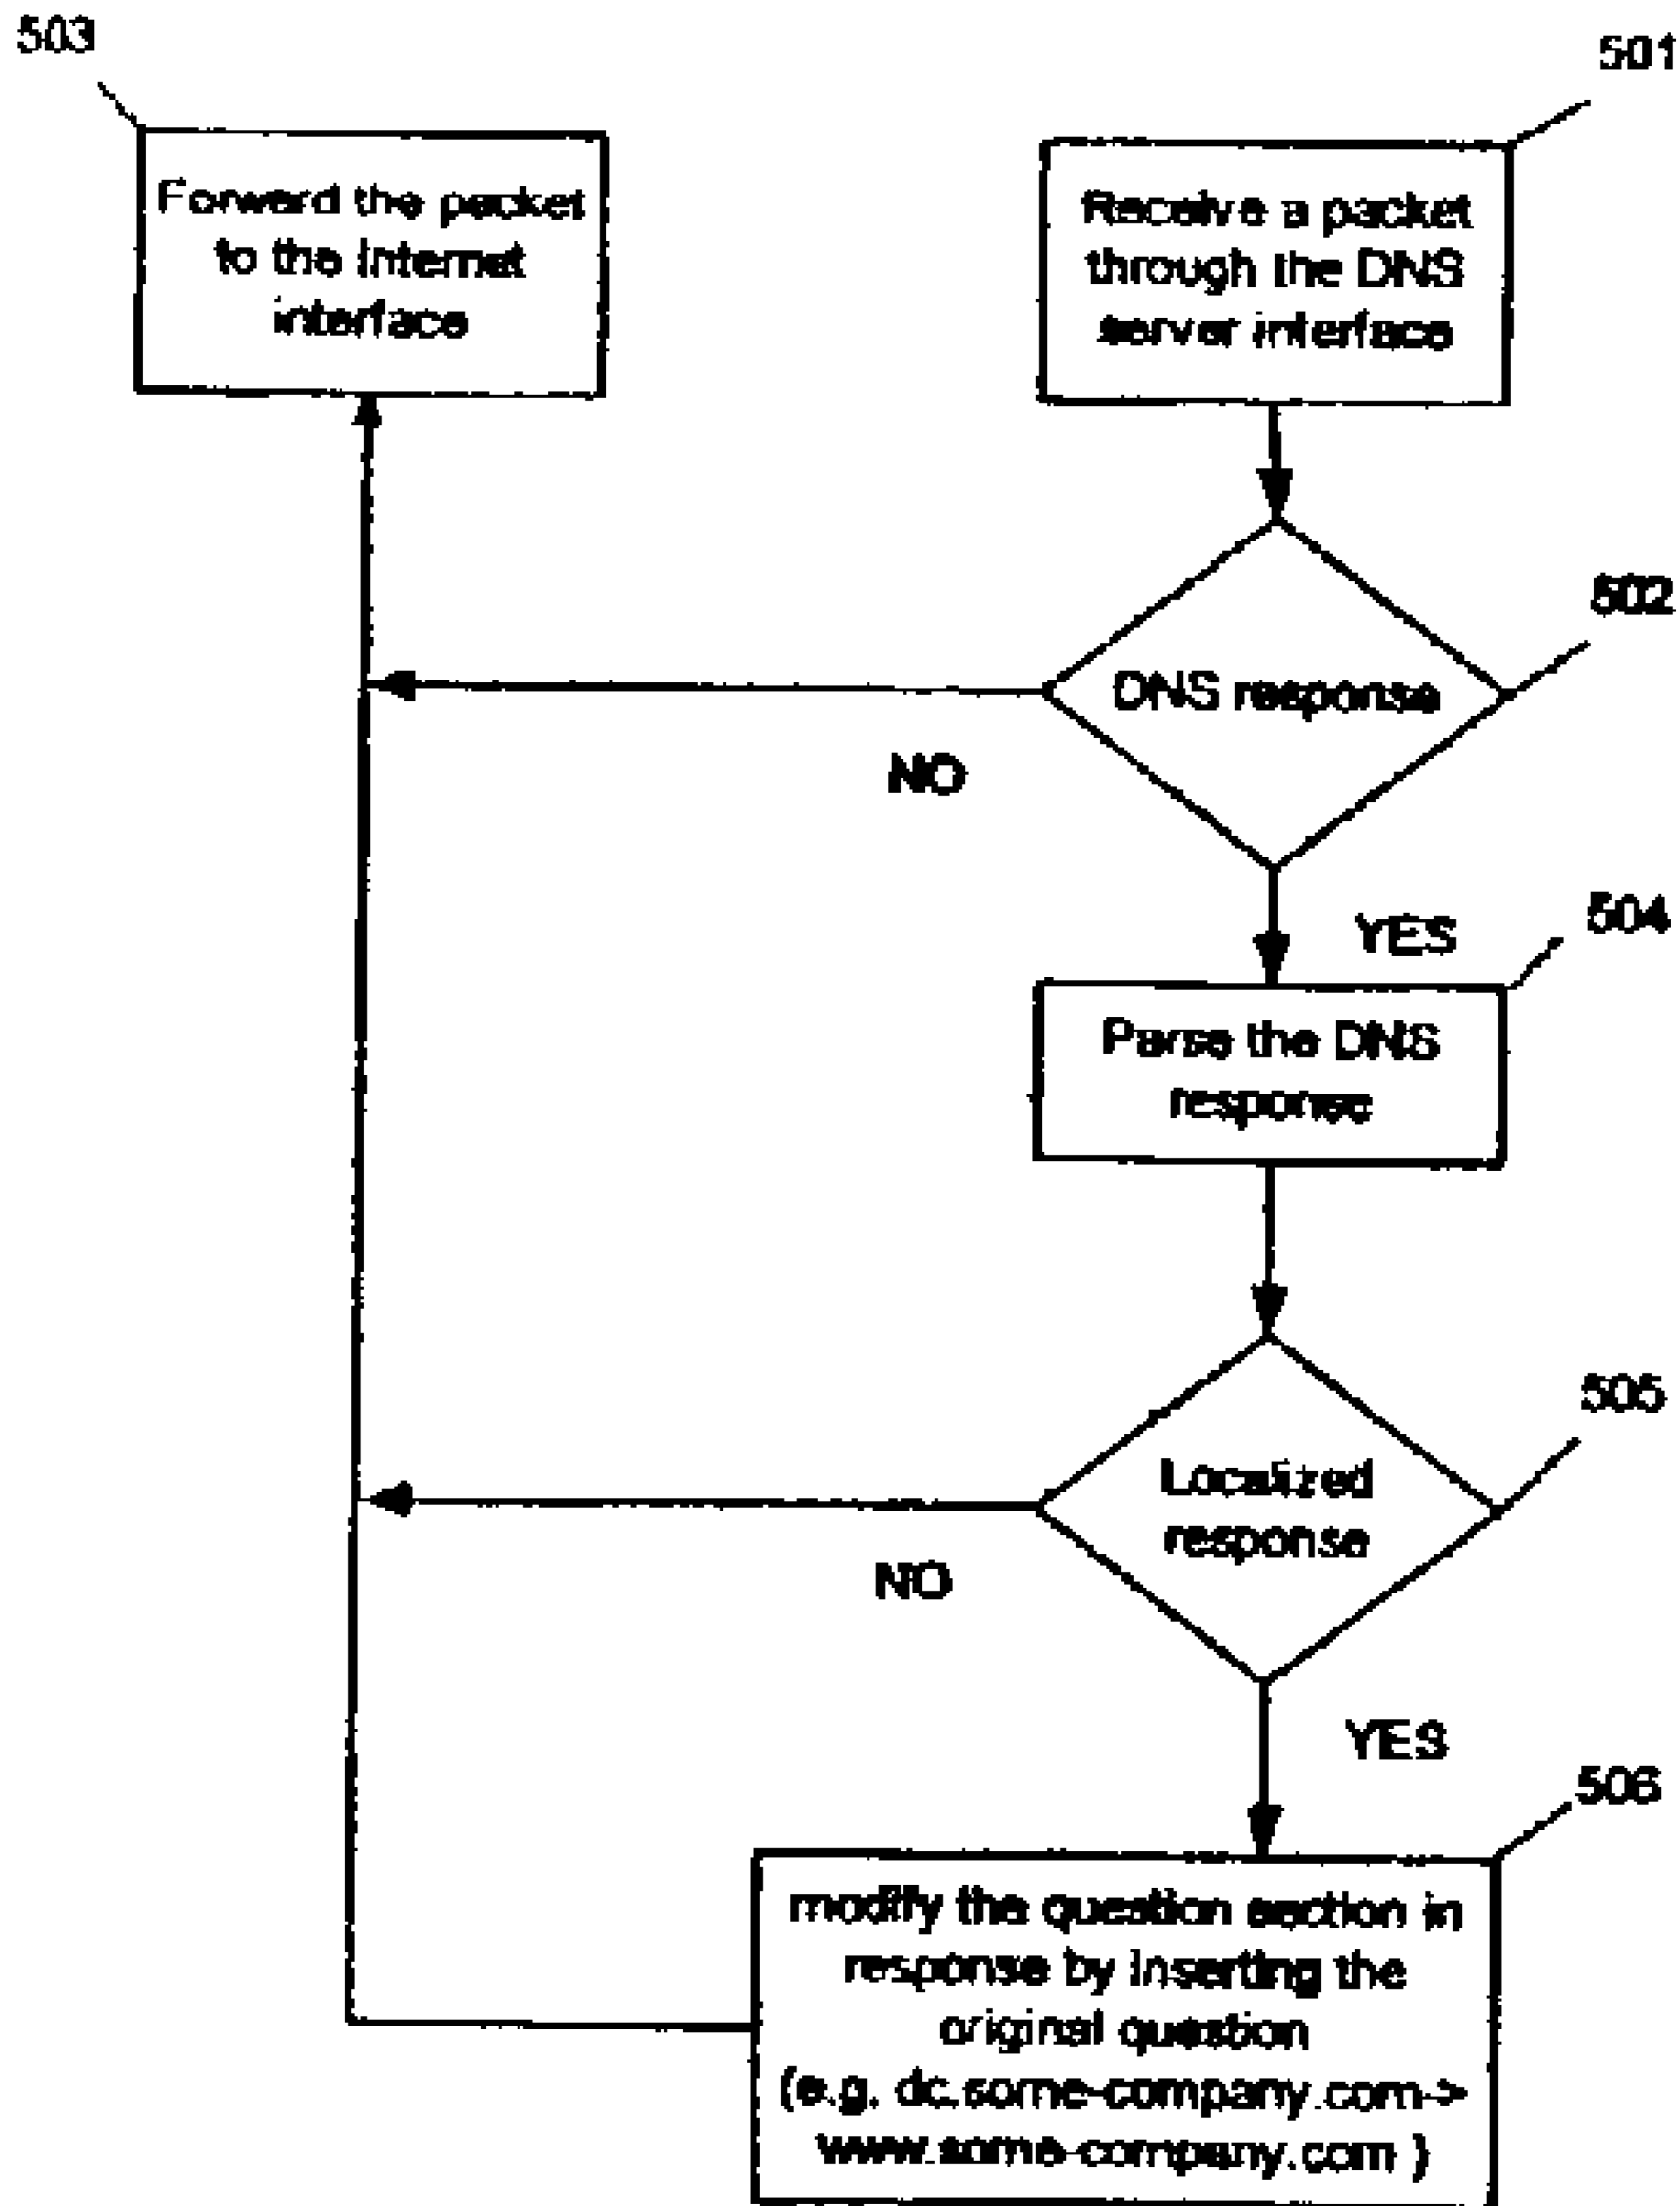 503
501
Forward the packet
to the Internet
interface
Receive a packet
through the DNS
server interface
502
DNS response
NO
YES
504
Parse the DNS
response
505
Localized
response
NO
YES
506
modify the question section in
response by inserting the
original question
(e.g. dc.some-company.com->
www.some-company.com )